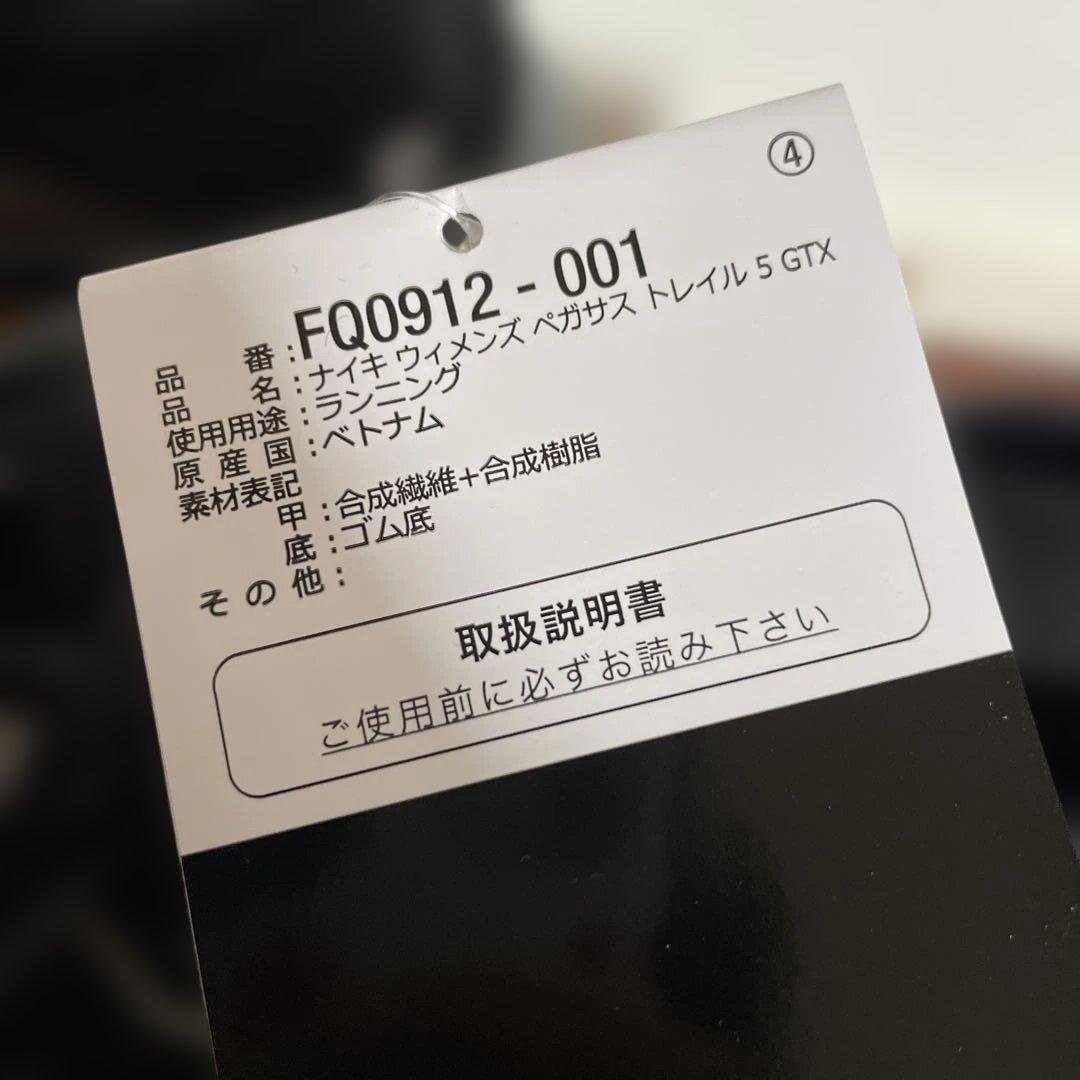 ④
品番:FQ0912-001
品名:ナイキ ウィメンズ ペガサス トレイル 5 GTX
使用用途:ランニング
原産国:ベトナム
素材表記
甲:合成繊維+合成樹脂
底:ゴム底
その他:
取扱説明書
ご使用前に必ずお読み下さい